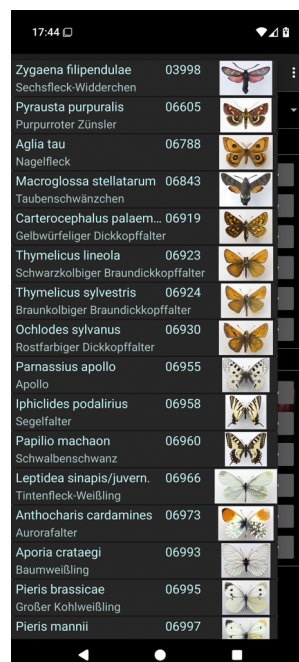 17:44
Zygaena filipendulae 03998
Sechsfleck-Widderchen
Pyrausta purpuralis 06605
Purpurroter Zünsler
Aglia tau 06788
Nagelfleck
Macroglossa stellatarum 06843
Taubenschwänzchen
Carterocephalus palaem... 06919
Gelbwürfeliger Dickkopffalter
Thymelicus lineola 06923
Schwarzkolbiger Braundickkopffalter
Thymelicus sylvestris 06924
Braunkolbiger Braundickkopffalter
Ochlodes sylvanus 06930
Rostfarbiger Dickkopffalter
Parnassius apollo 06955
Apollo
Iphiclides podalirius 06958
Segelfalter
Papilio machaon 06960
Schwalbenschwanz
Leptidea sinapis/juvern. 06966
Tintenfleck-Weißling
Anthocharis cardamines 06973
Aurorafalter
Aporia crataegi 06993
Baumweißling
Pieris brassicae 06995
Großer Kohlweißling
Pieris mannii 06997